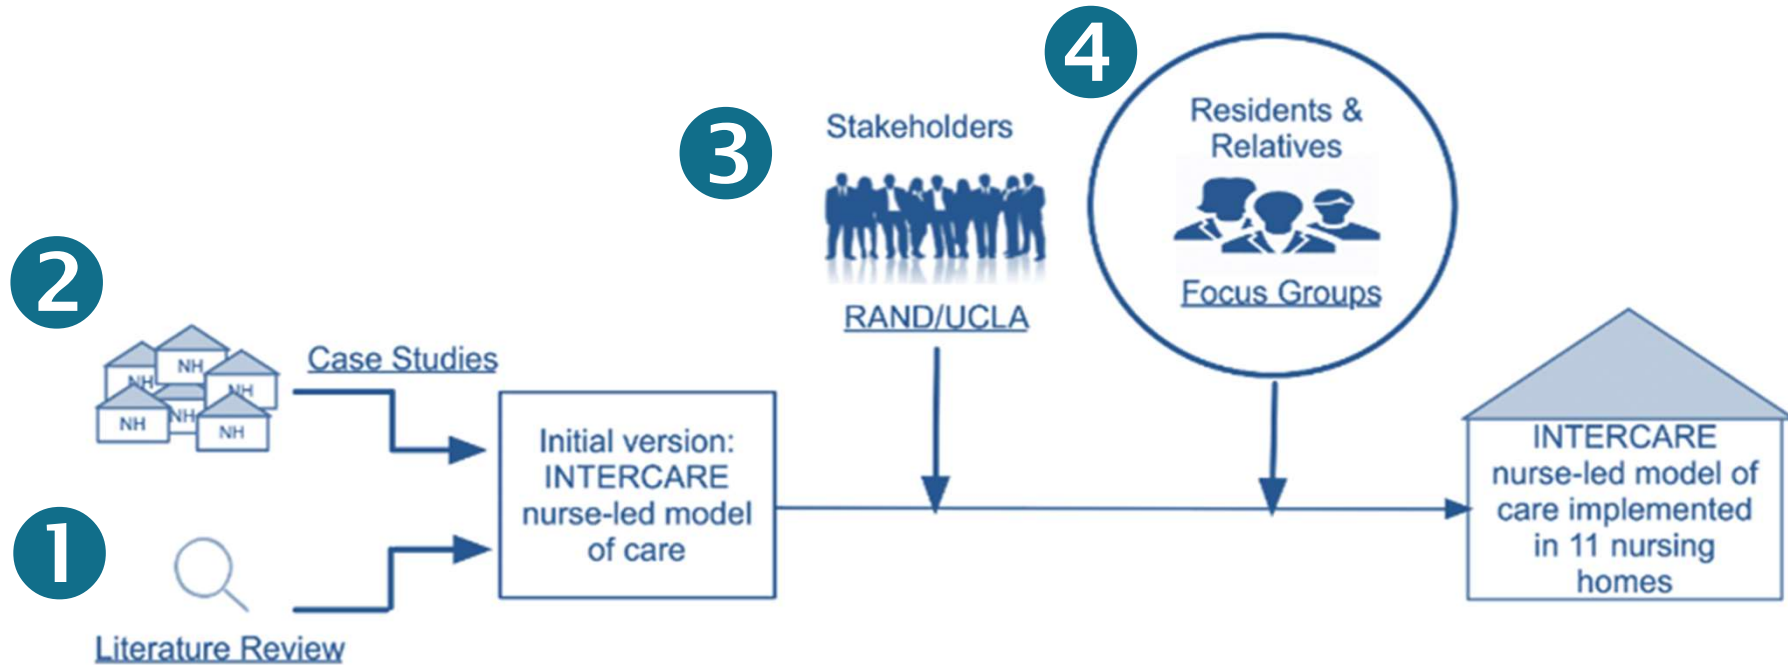 4
Residents &
Relatives
Focus Groups
3
Stakeholders
RAND/UCLA
2
NH
NH
NH
NH
NH
NH
Case Studies
1
Literature Review
Initial version:
INTERCARE
nurse-led model
of care
INTERCARE
nurse-led model of
care implemented
in 11 nursing
homes